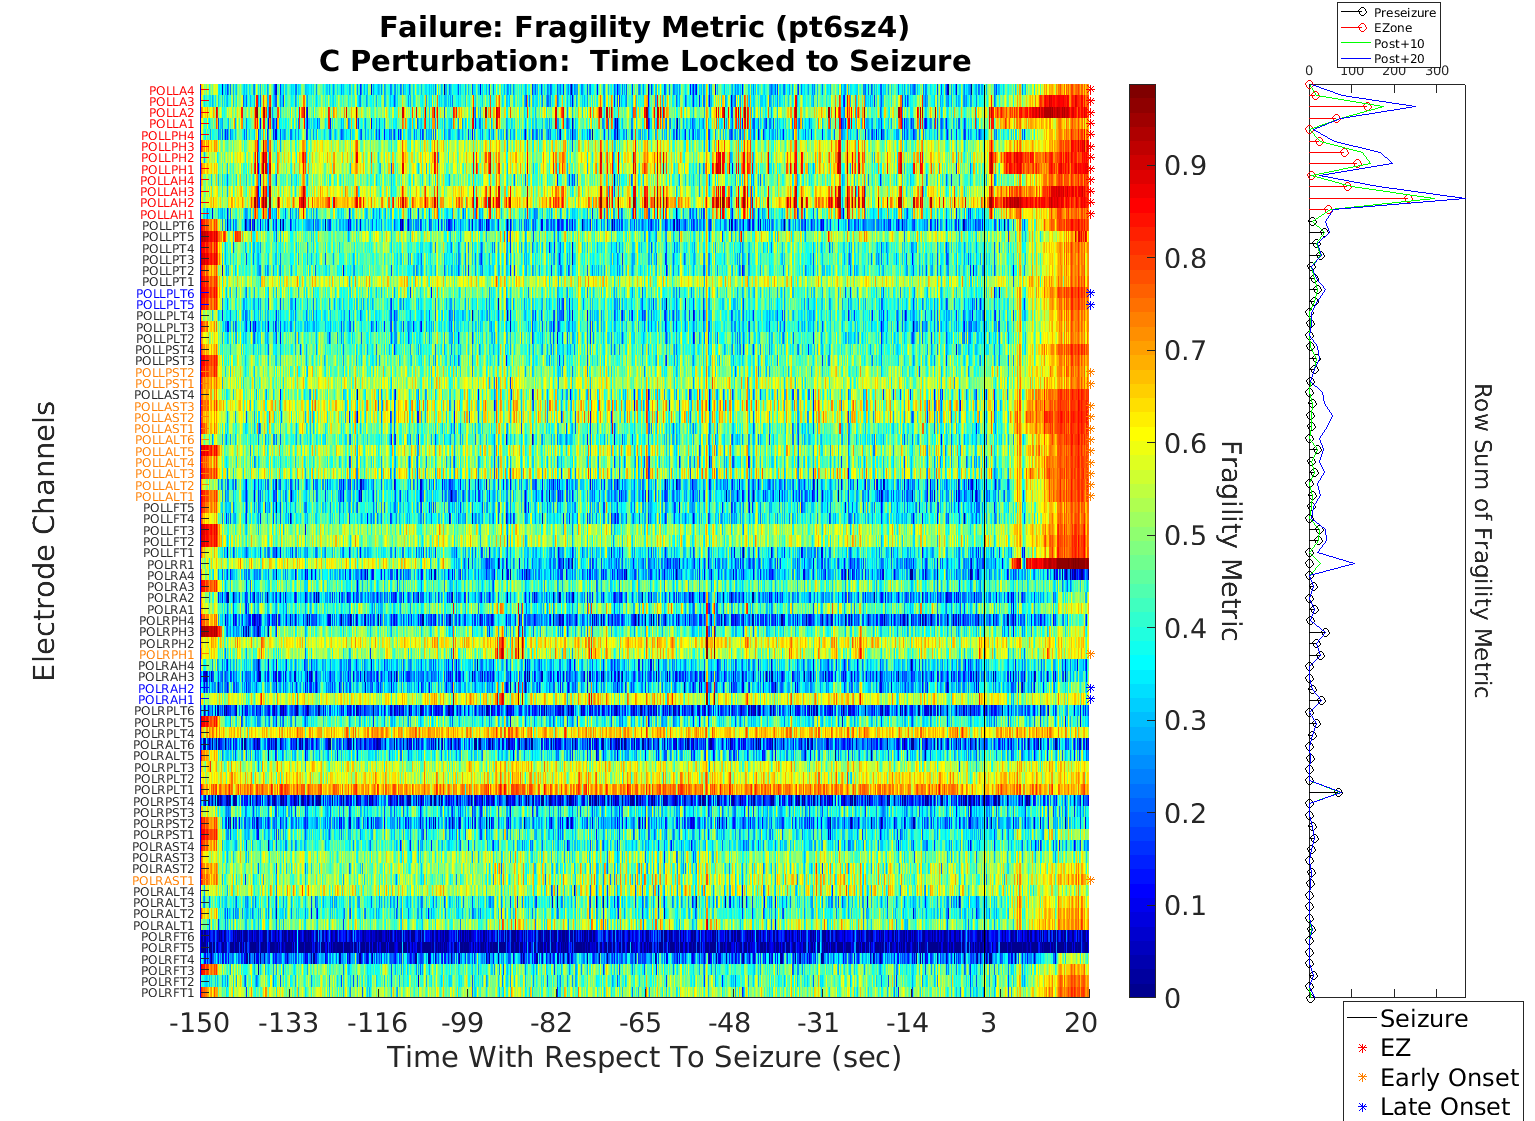 Failure: Fragility Metric (pt6sz4)
C Perturbation:  Time Locked to Seizure
Preseizure
EZone
Post+10
Post+20
0 100 200 300
POLLA4
POLLA3
POLLA2
POLLA1
POLLPH4
POLLPH3
POLLPH2
POLLPH1
POLLAH4
POLLAH3
POLLAH2
POLLAH1
POLLPT6
POLLPT5
POLLPT4
POLLPT3
POLLPT2
POLLPT1
POLLPLT6
POLLPLT5
POLLPLT4
POLLPLT3
POLLPLT2
POLLPST4
POLLPST3
POLLPST2
POLLPST1
POLLAST4
POLLAST3
POLLAST2
POLLAST1
POLLALT6
POLLALT5
POLLALT4
POLLALT3
POLLALT2
POLLALT1
POLLFT5
POLLFT4
POLLFT3
POLLFT2
POLLFT1
POLRR1
POLRA4
POLRA3
POLRA2
POLRA1
POLRPH4
POLRPH3
POLRPH2
POLRPH1
POLRAH4
POLRAH3
POLRAH2
POLRAH1
POLRPLT6
POLRPLT5
POLRPLT4
POLRALT6
POLRALT5
POLRPLT3
POLRPLT2
POLRPLT1
POLRPST4
POLRPST3
POLRPST2
POLRPST1
POLRAST4
POLRAST3
POLRAST2
POLRAST1
POLRALT4
POLRALT3
POLRALT2
POLRALT1
POLRFT6
POLRFT5
POLRFT4
POLRFT3
POLRFT2
POLRFT1
Electrode Channels
-150 -133 -116 -99 -82 -65 -48 -31 -14 3 20
Time With Respect To Seizure (sec)
0.9
0.8
0.7
0.6
0.5
0.4
0.3
0.2
0.1
0
Fragility Metric
Row Sum of Fragility Metric
Seizure
EZ
Early Onset
Late Onset